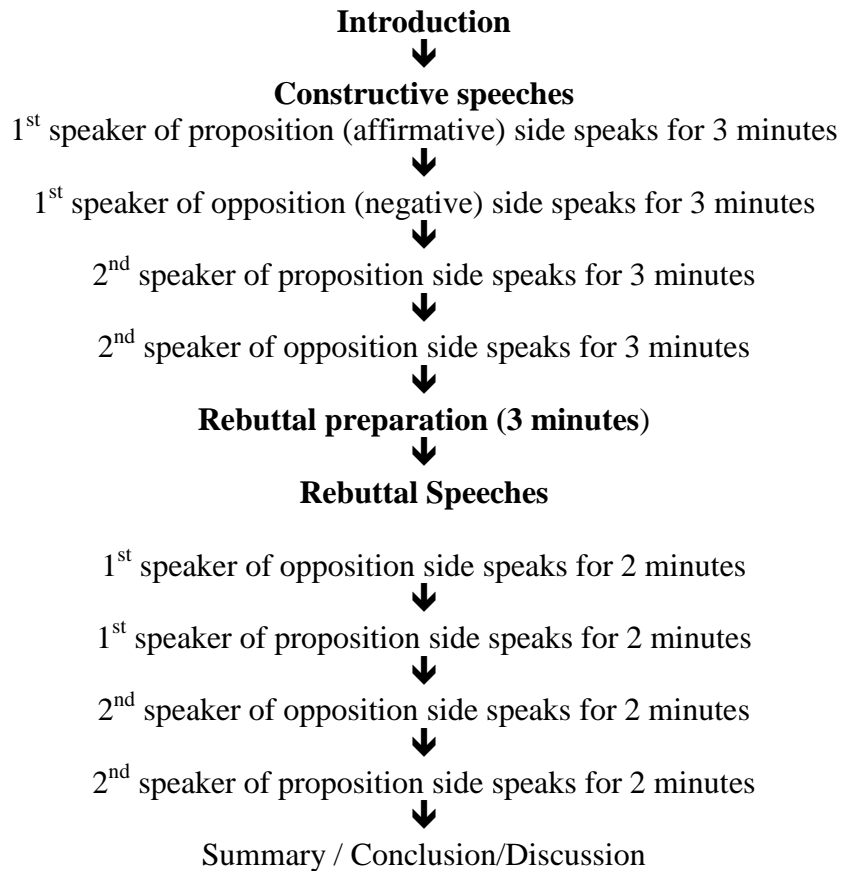 Introduction
Constructive speeches
1st speaker of proposition (affirmative) side speaks for 3 minutes
1st speaker of opposition (negative) side speaks for 3 minutes
2nd speaker of proposition side speaks for 3 minutes
2nd speaker of opposition side speaks for 3 minutes
Rebuttal preparation (3 minutes)
Rebuttal Speeches
1st speaker of opposition side speaks for 2 minutes
1st speaker of proposition side speaks for 2 minutes
2nd speaker of opposition side speaks for 2 minutes
2nd speaker of proposition side speaks for 2 minutes
Summary / Conclusion/Discussion